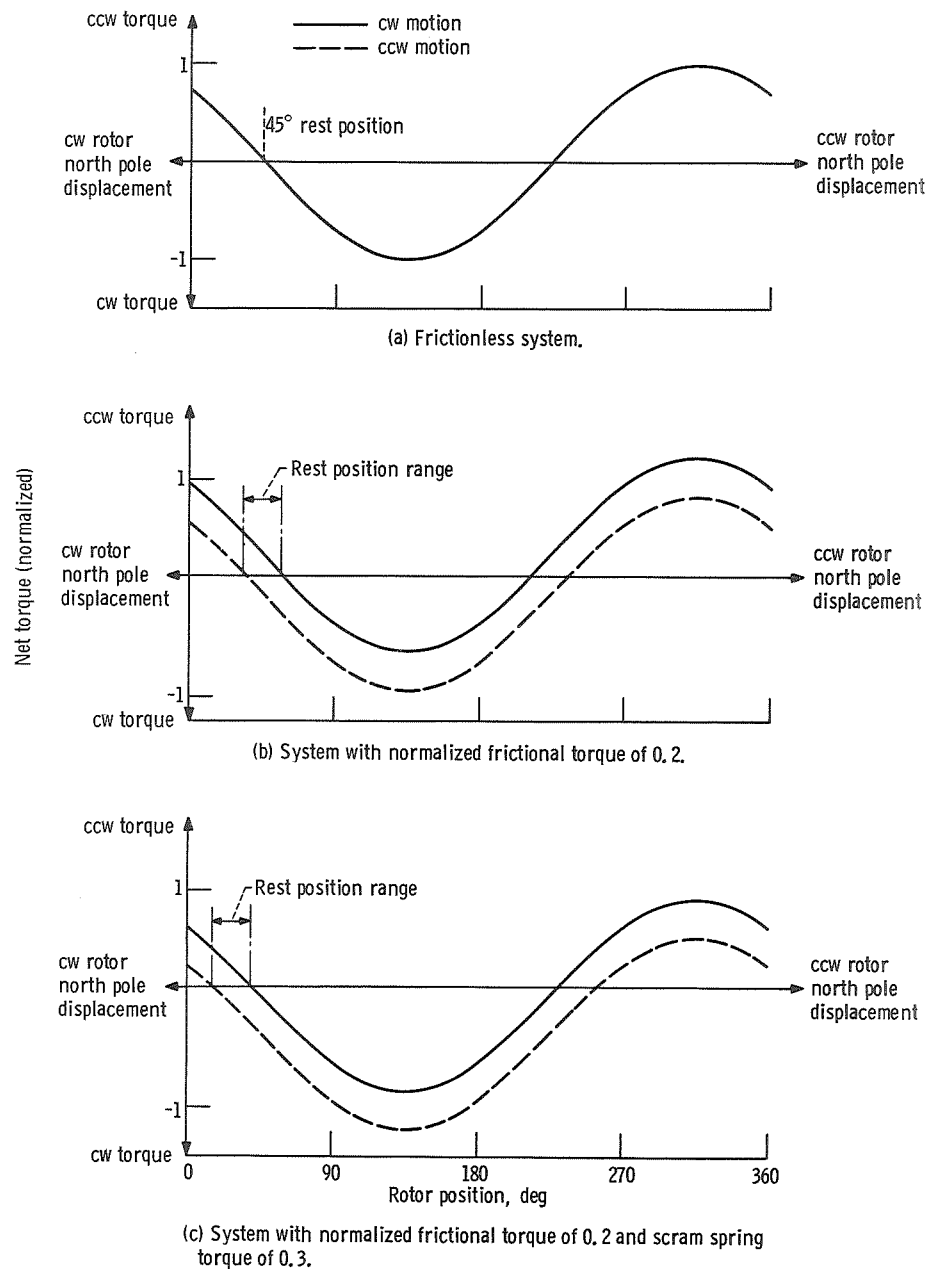 ccw torque
cw motion
ccw motion
1
45° rest position
cw rotor
north pole
displacement
ccw rotor
north pole
displacement
-1
cw torque
(a) Frictionless system.
ccw torque
1
Rest position range
Net torque (normalized)
cw rotor
north pole
displacement
ccw rotor
north pole
displacement
-1
cw torque
(b) System with normalized frictional torque of 0.2.
ccw torque
1
Rest position range
cw rotor
north pole
displacement
ccw rotor
north pole
displacement
-1
cw torque
0 90 180 270 360
Rotor position, deg
(c) System with normalized frictional torque of 0.2 and scram spring
torque of 0.3.